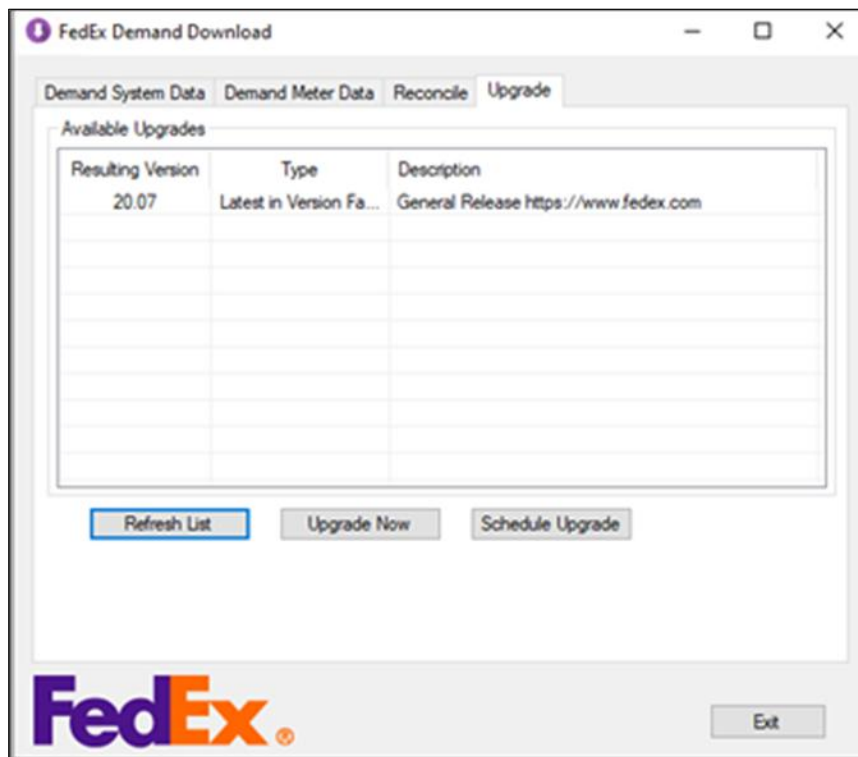 FedEx Demand Download
Demand System Data Demand Meter Data Reconcile Upgrade
Available Upgrades
Resulting Version Type Description
20.07 Latest in Version Fa... General Release https://www.fedex.com
Refresh List Upgrade Now Schedule Upgrade
FedEx®
Exit